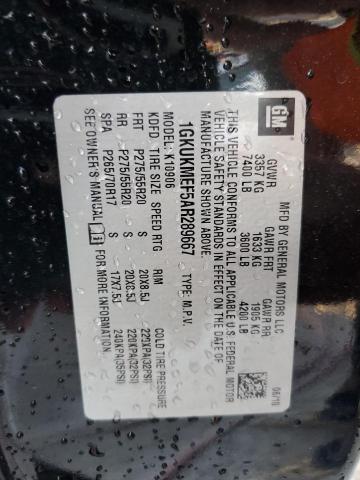 GM
MFD BY GENERAL MOTORS LLC
06/10
GVWR GAWR FRT GAWR RR
3357 KG 1633 KG 1905 KG
7400 LB 3600 LB 4200 LB
THIS VEHICLE CONFORMS TO ALL APPLICABLE U.S. FEDERAL MOTOR
VEHICLE SAFETY STANDARDS IN EFFECT ON THE DATE OF
MANUFACTURE SHOWN ABOVE.
1GKUKMEF5AR289667 TYPE: M.P.V.
K10906
KDFD TIRE SIZE SPEED RTG RIM COLD TIRE PRESSURE
FRT P275/55R20 S 20X8.5J 220KPA(32PSI)
RR P275/55R20 S 20X8.5J 220KPA(32PSI)
SPA P265/70R17 S 17X7.5J 240KPA(35PSI)
SEE OWNER'S MANUAL FOR MORE INFORMATION